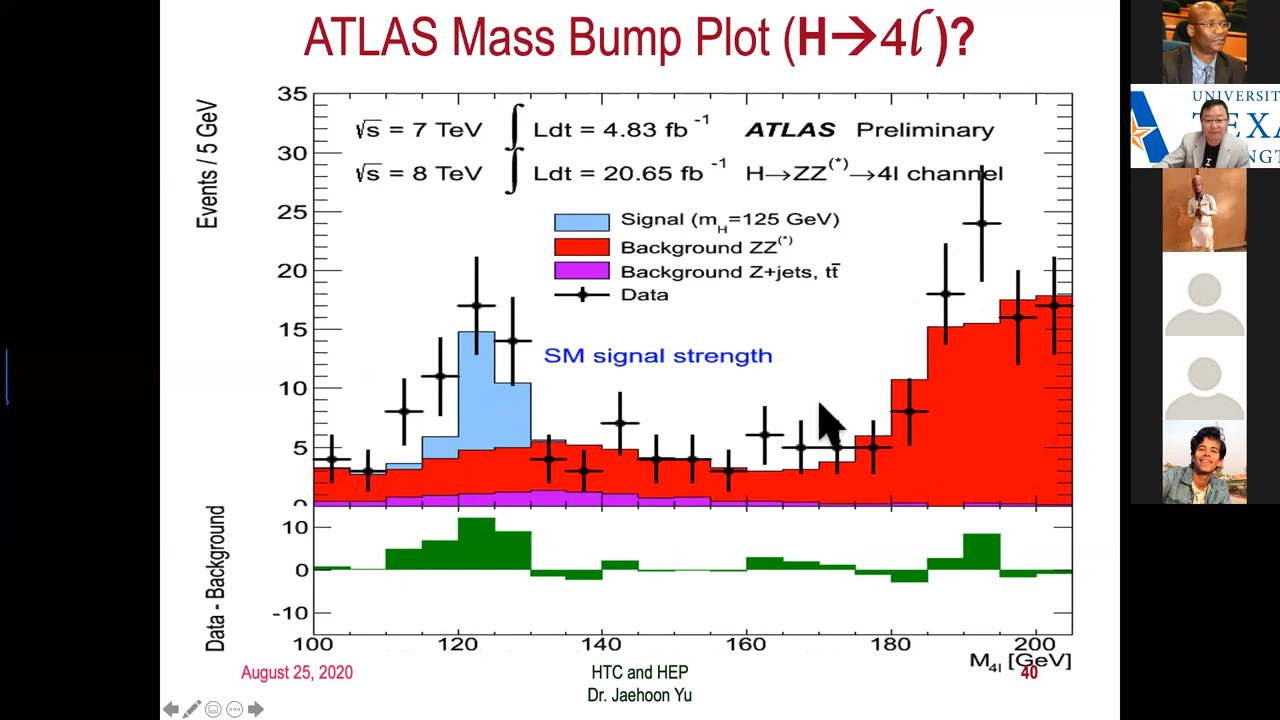 ATLAS Mass Bump Plot (H→4ℓ)?
Events / 5 GeV
35
30
25
20
15
10
5
0
√s = 7 TeV ∫ Ldt = 4.83 fb⁻¹ ATLAS Preliminary
√s = 8 TeV ∫ Ldt = 20.65 fb⁻¹ H→ZZ(*)→4l channel
Signal (mH=125 GeV)
Background ZZ(*)
Background Z+jets, tt̄
Data
SM signal strength
Data - Background
10
0
-10
100 120 140 160 180 200
M4l [GeV]
August 25, 2020
HTC and HEP
Dr. Jaehoon Yu
40
UNIVERSIT
TEXA
NGT